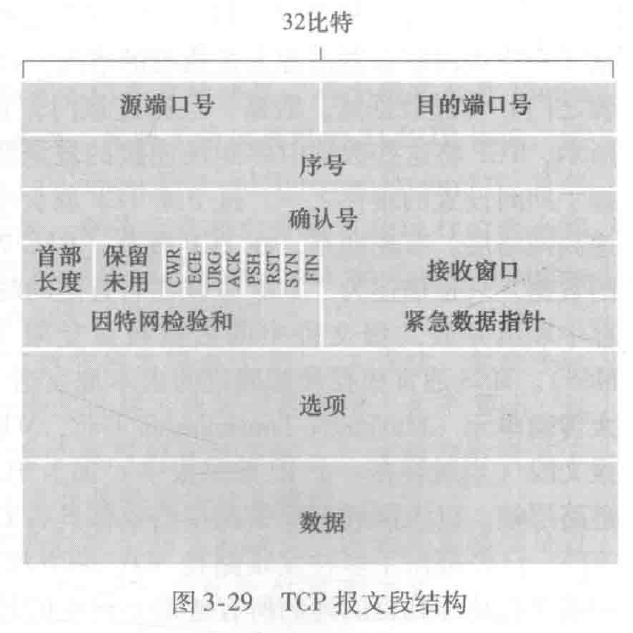 32比特
源端口号 目的端口号
序号
确认号
首部长度 保留未用 CWR ECE URG ACK PSH RST SYN FIN 接收窗口
因特网检验和 紧急数据指针
选项
数据
图 3-29 TCP 报文段结构